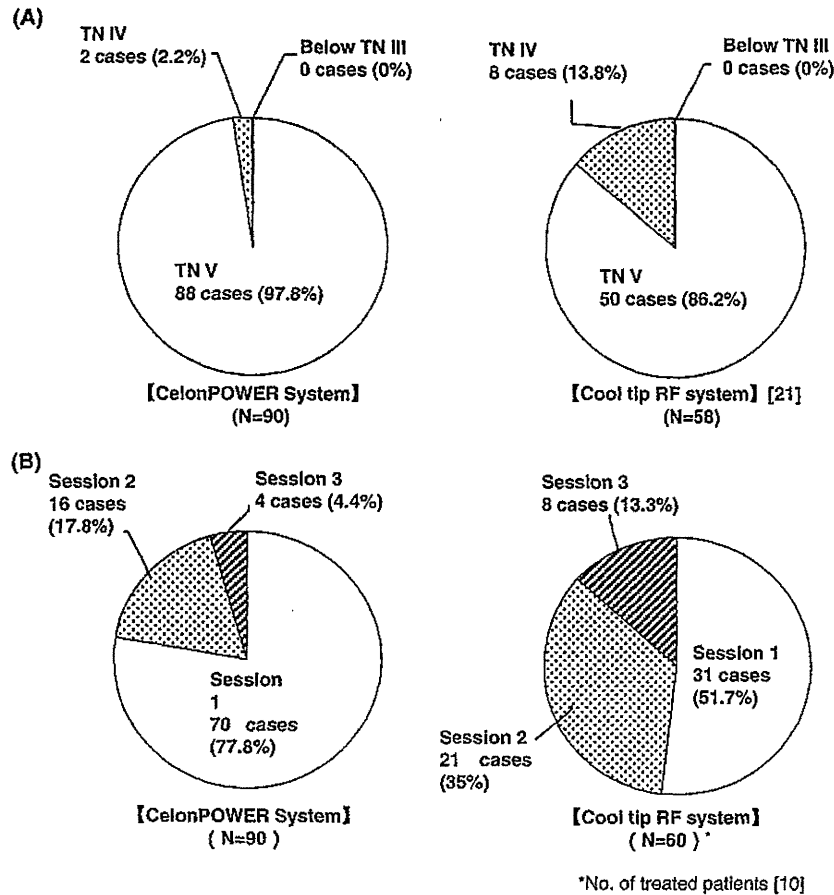 (A)
TN IV
2 cases (2.2%)
Below TN III
0 cases (0%)
TN V
88 cases (97.8%)
【CelonPOWER System】
(N=90)
TN IV
8 cases (13.8%)
Below TN III
0 cases (0%)
TN V
50 cases (86.2%)
【Cool tip RF system】 [21]
(N=58)
(B)
Session 2
16 cases
(17.8%)
Session 3
4 cases (4.4%)
Session
1
70 cases
(77.8%)
【CelonPOWER System】
( N=90 )
Session 3
8 cases (13.3%)
Session 1
31 cases
(51.7%)
Session 2
21 cases
(35%)
【Cool tip RF system】
( N=60 ) *
*No. of treated patients [10]